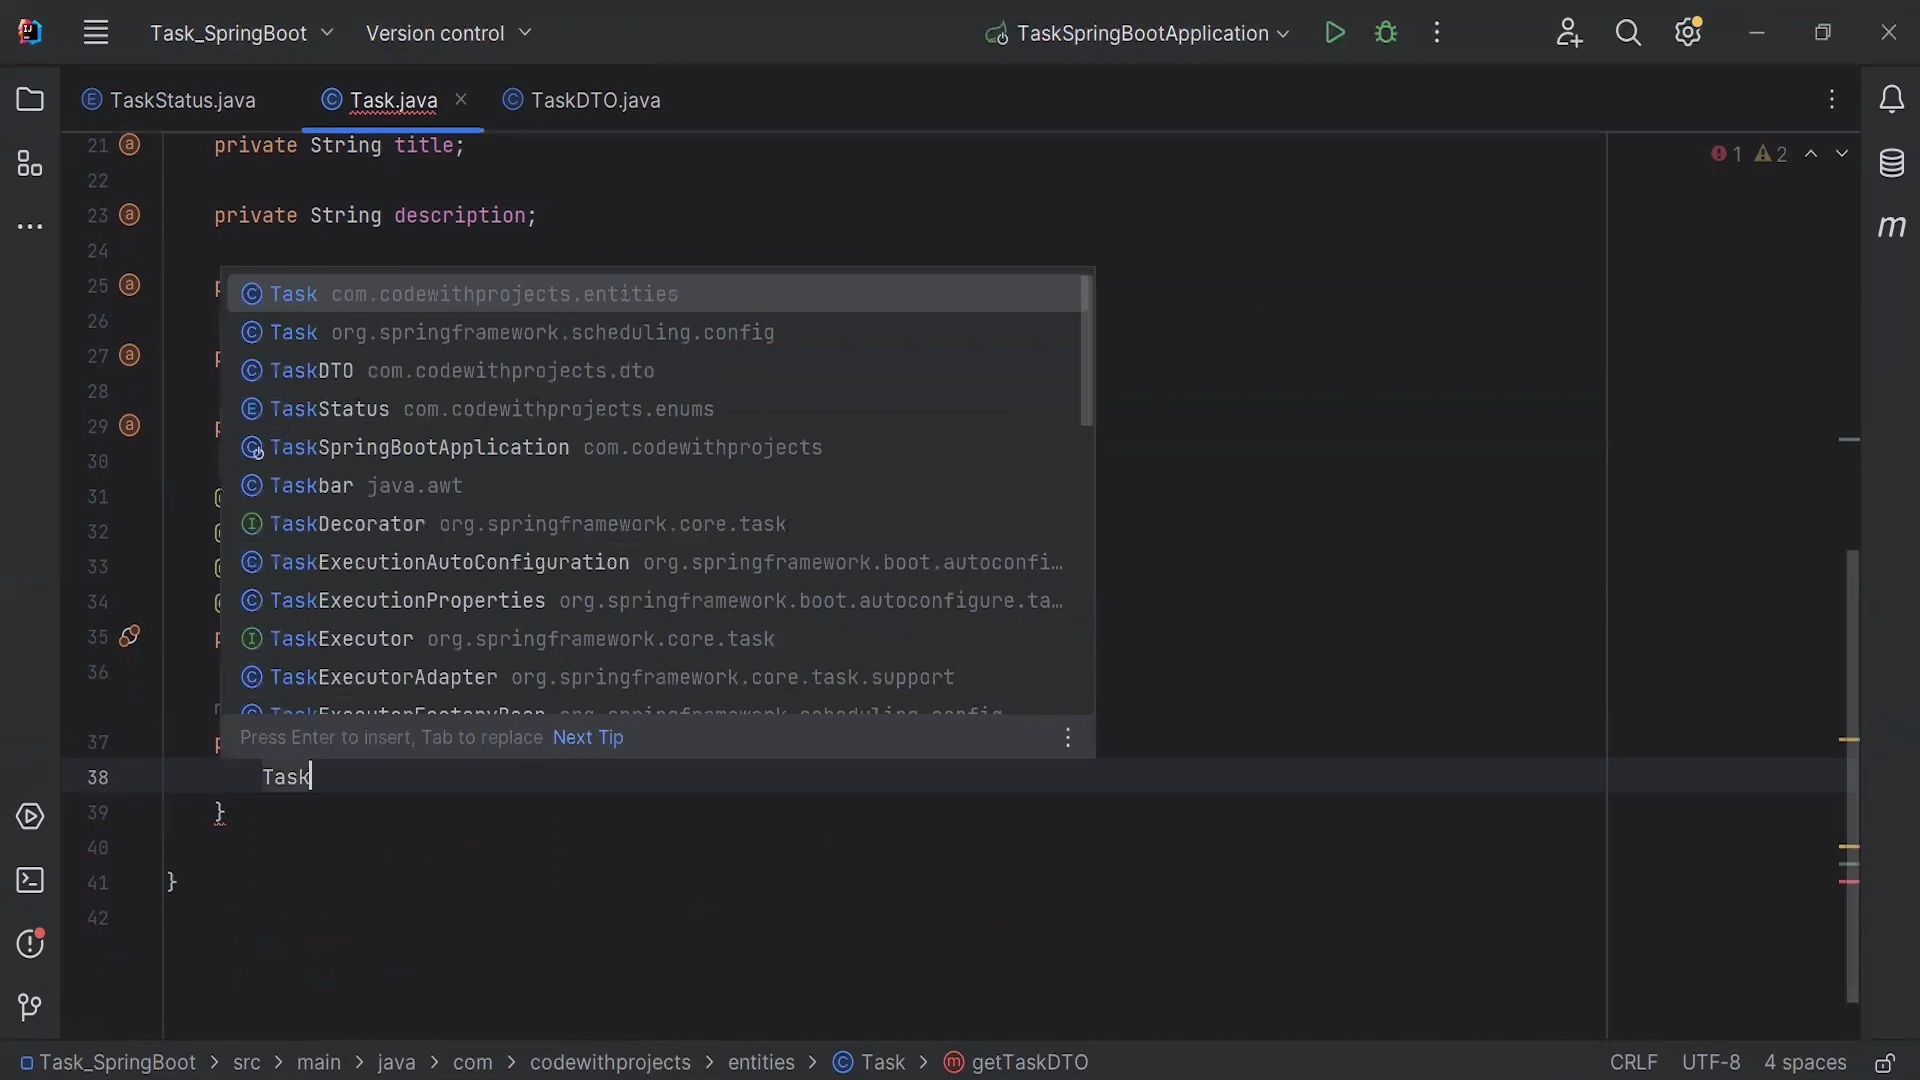 Task_SpringBoot
Version control
TaskSpringBootApplication
TaskStatus.java
Task.java
TaskDTO.java
21 private String title;
1 2
22
23 private String description;
24
25 p
26
27 p
28
29 p
30
31 @
32 @
33 @
34 @
35 p
36
37 p
Task com.codewithprojects.entities
Task org.springframework.scheduling.config
TaskDTO com.codewithprojects.dto
TaskStatus com.codewithprojects.enums
TaskSpringBootApplication com.codewithprojects
Taskbar java.awt
TaskDecorator org.springframework.core.task
TaskExecutionAutoConfiguration org.springframework.boot.autoconfi…
TaskExecutionProperties org.springframework.boot.autoconfigure.ta…
TaskExecutor org.springframework.core.task
TaskExecutorAdapter org.springframework.core.task.support
TaskExecutorFactoryBean org.springframework.scheduling.config
Press Enter to insert, Tab to replace Next Tip
38 Task
39 }
40
41 }
42
m
Task_SpringBoot > src > main > java > com > codewithprojects > entities > Task > getTaskDTO
CRLF UTF-8 4 spaces